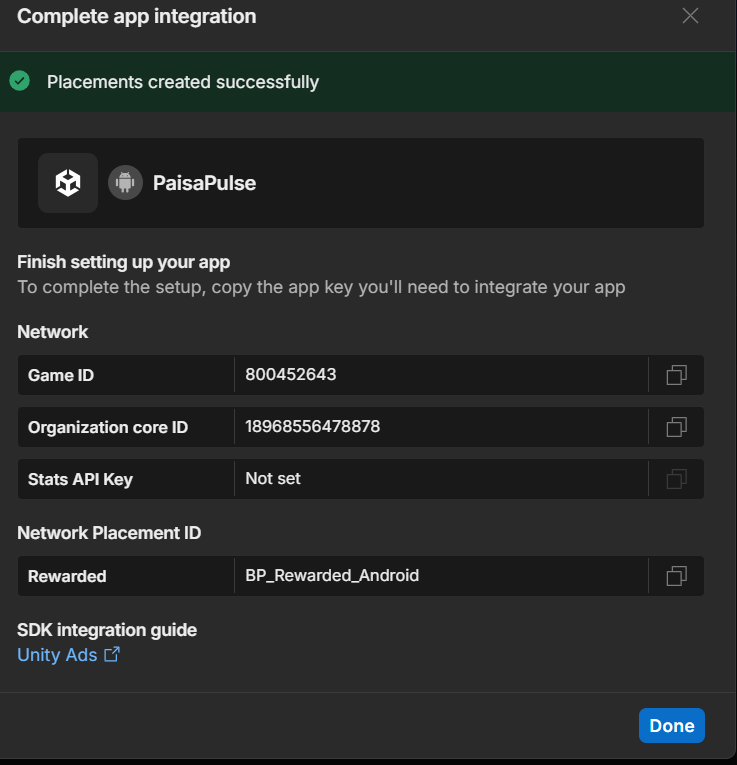 Complete app integration
Placements created successfully
PaisaPulse
Finish setting up your app
To complete the setup, copy the app key you'll need to integrate your app
Network
Game ID 800452643
Organization core ID 18968556478878
Stats API Key Not set
Network Placement ID
Rewarded BP_Rewarded_Android
SDK integration guide
Unity Ads
Done